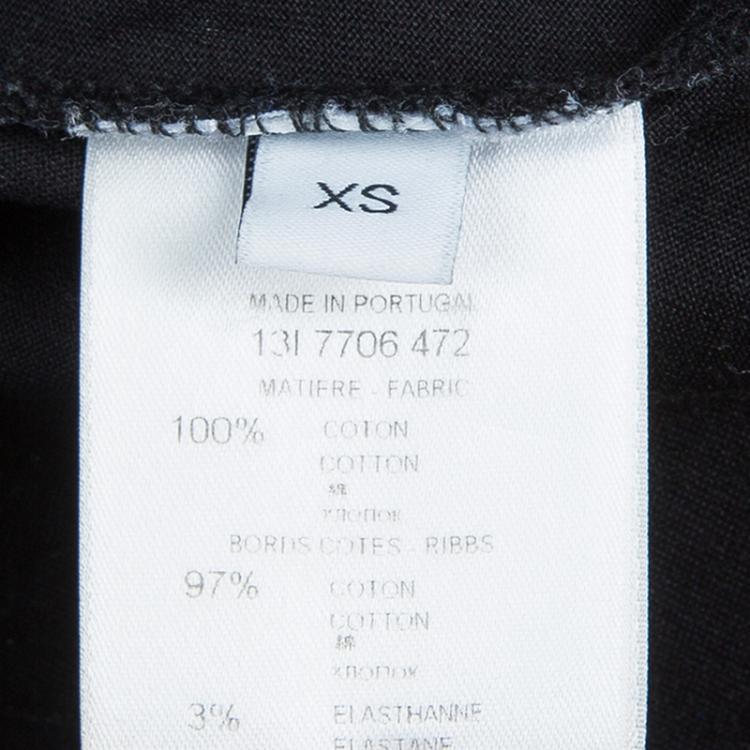 XS
MADE IN PORTUGAL
13I 7706 472
MATIERE - FABRIC
100% COTON
COTTON
綿
хлопок
BORDS COTES - RIBBS
97% COTON
COTTON
綿
хлопок
3% ELASTHANNE
ELASTANE